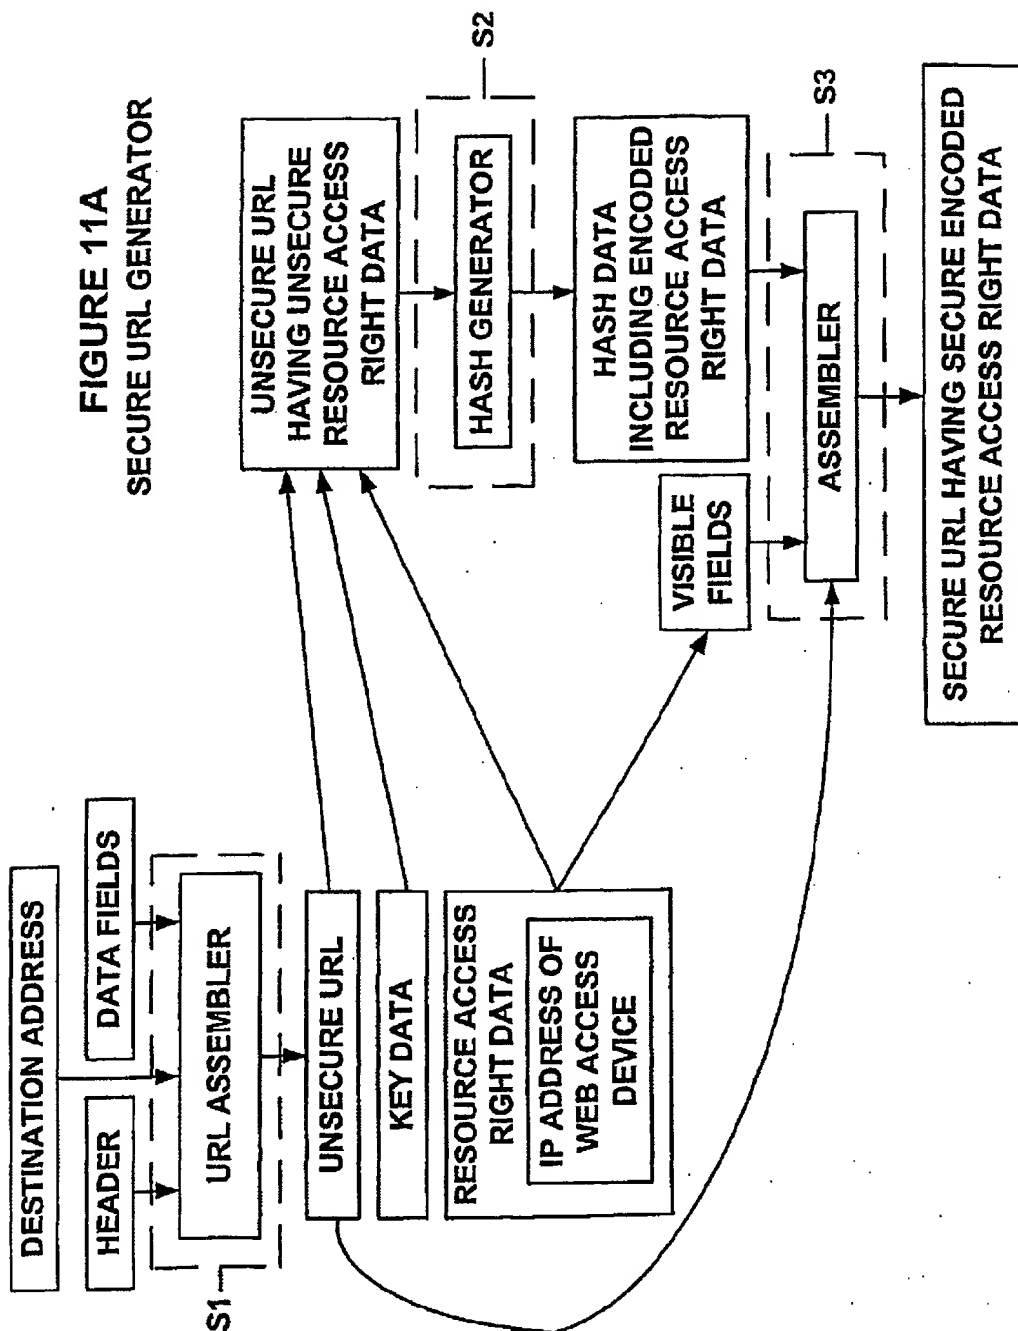 FIGURE 11A
SECURE URL GENERATOR
DESTINATION ADDRESS
HEADER
DATA FIELDS
S1
URL ASSEMBLER
UNSECURE URL
KEY DATA
RESOURCE ACCESS
RIGHT DATA
IP ADDRESS OF
WEB ACCESS
DEVICE
UNSECURE URL
HAVING UNSECURE
RESOURCE ACCESS
RIGHT DATA
S2
HASH GENERATOR
HASH DATA
INCLUDING ENCODED
RESOURCE ACCESS
RIGHT DATA
VISIBLE
FIELDS
S3
ASSEMBLER
SECURE URL HAVING SECURE ENCODED
RESOURCE ACCESS RIGHT DATA